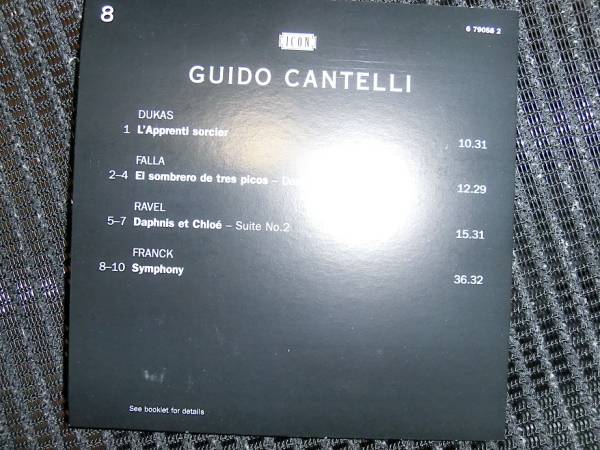 8
ICON
6 79058 2
GUIDO CANTELLI
DUKAS
1 L'Apprenti sorcier 10.31
FALLA
2–4 El sombrero de tres picos – 12.29
RAVEL
5–7 Daphnis et Chloé – Suite No.2 15.31
FRANCK
8–10 Symphony 36.32
See booklet for details